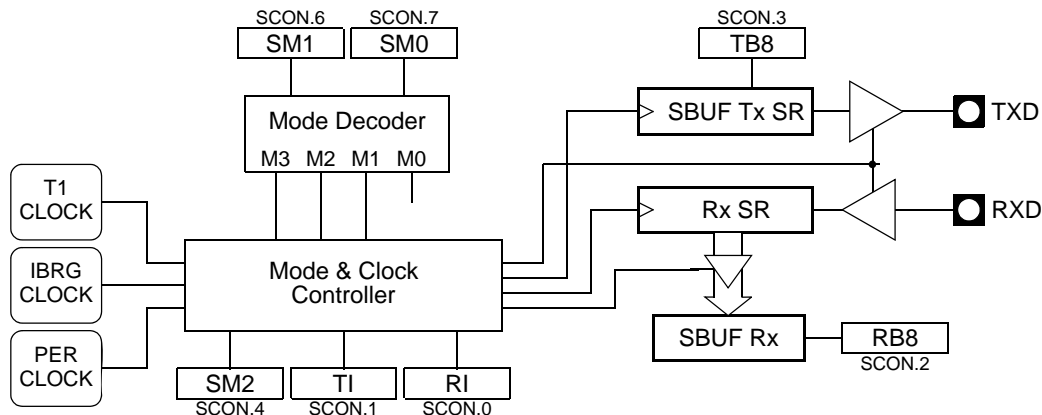 SCON.6
SCON.7
SCON.3
SM1
SM0
TB8
Mode Decoder
M3 M2 M1 M0
SBUF Tx SR
TXD
T1
CLOCK
Rx SR
RXD
IBRG
CLOCK
Mode & Clock
Controller
PER
CLOCK
SBUF Rx
RB8
SCON.2
SM2
TI
RI
SCON.4
SCON.1
SCON.0